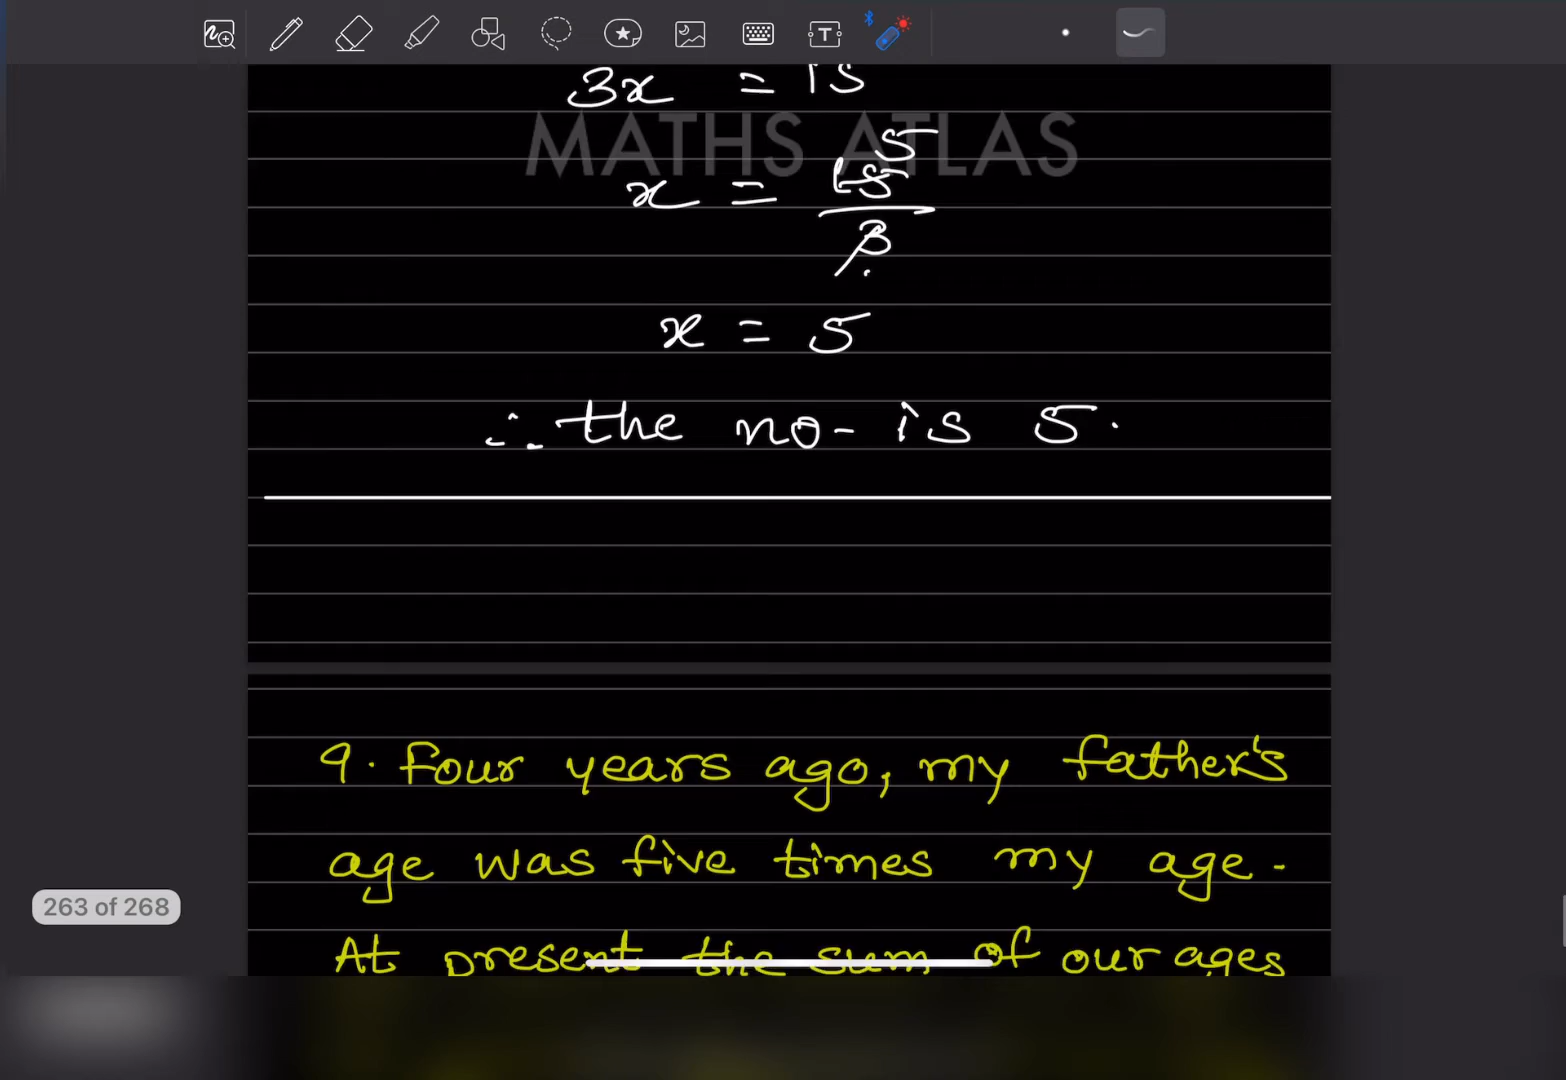 3x = 15
MATHS ATLAS
5
x = 15
3
x = 5
∴ the no- is 5.
9. Four years ago, my father's
age was five times my age.
At present the sum of our ages
263 of 268